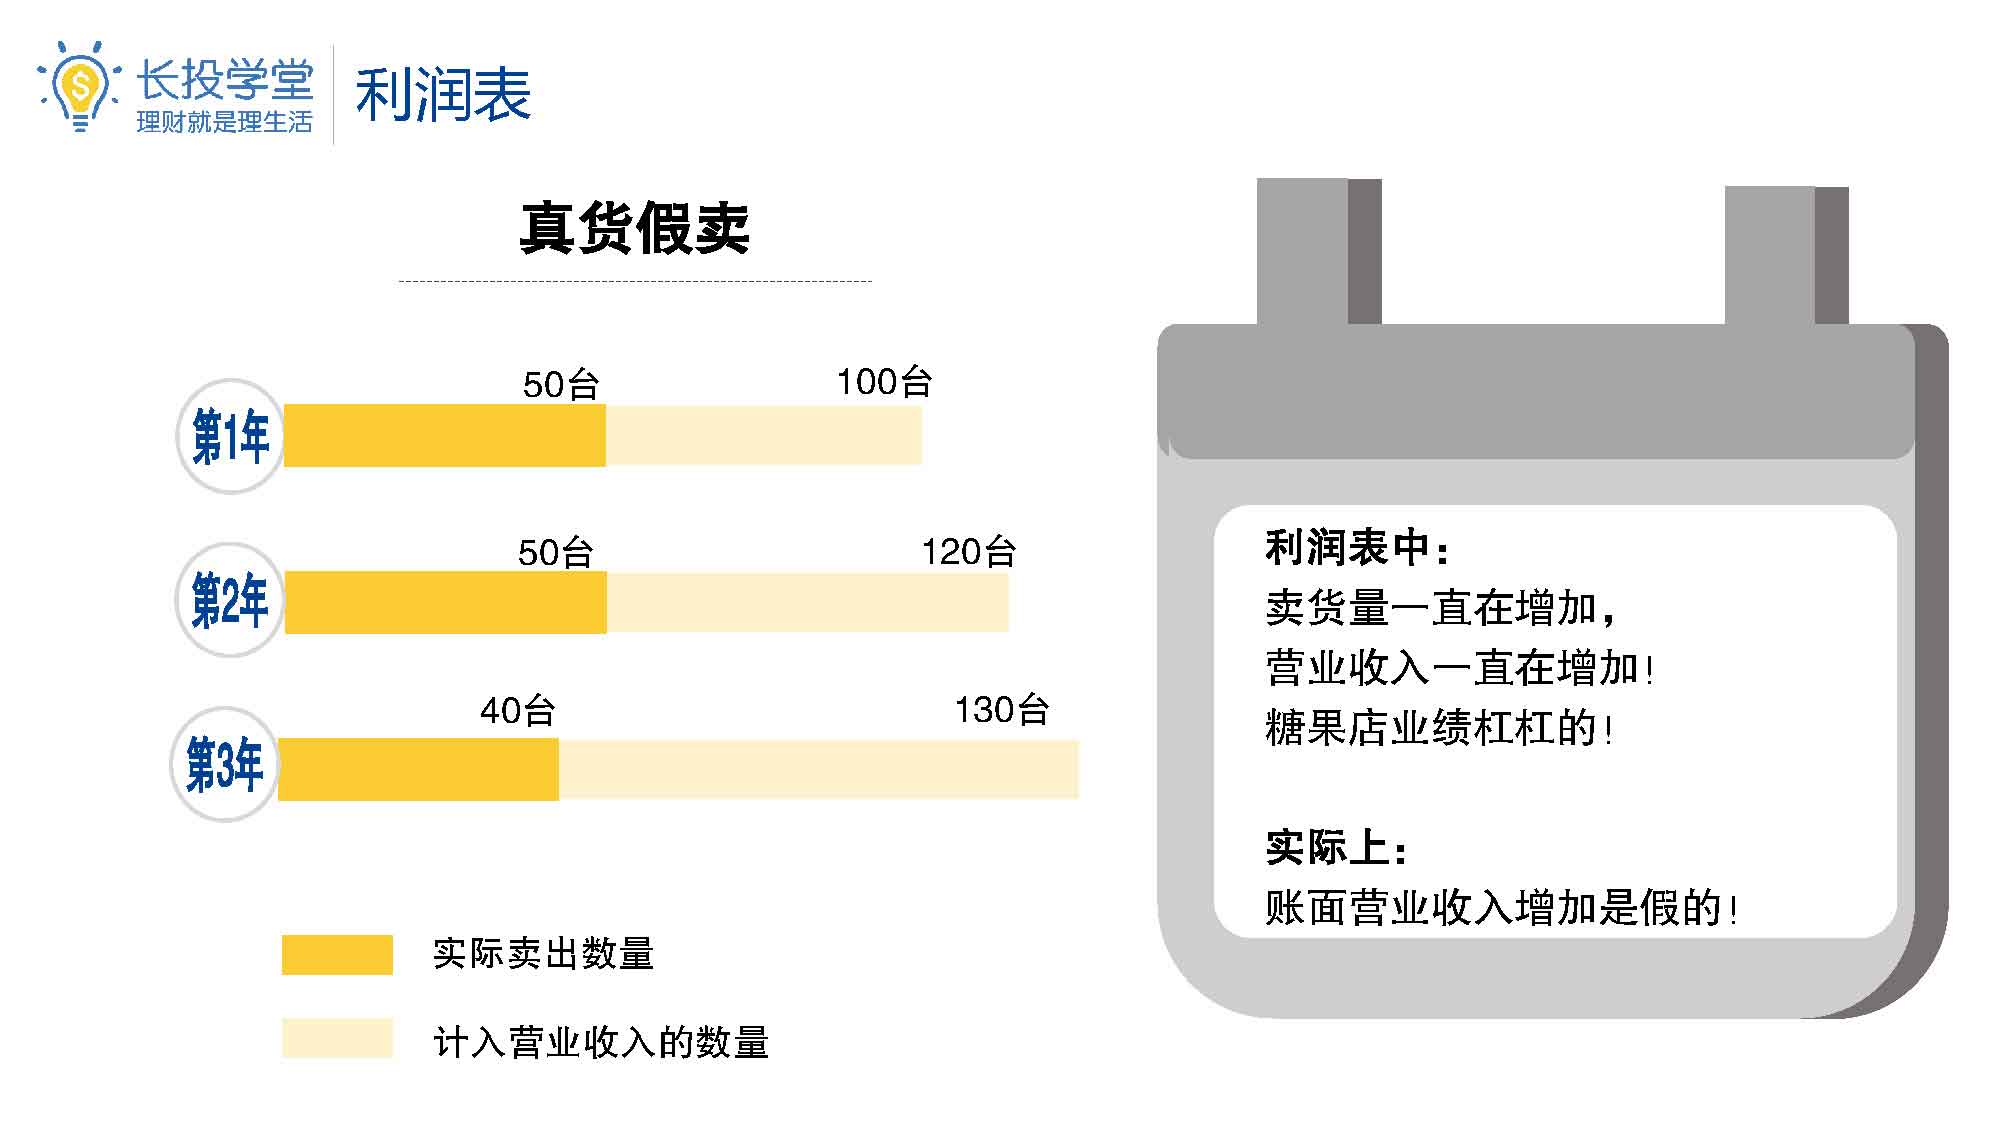 长投学堂
理财就是理生活
利润表
真货假卖
50台
100台
第1年
50台
120台
第2年
40台
130台
第3年
实际卖出数量
计入营业收入的数量
利润表中：
卖货量一直在增加，
营业收入一直在增加！
糖果店业绩杠杠的！
实际上：
账面营业收入增加是假的！